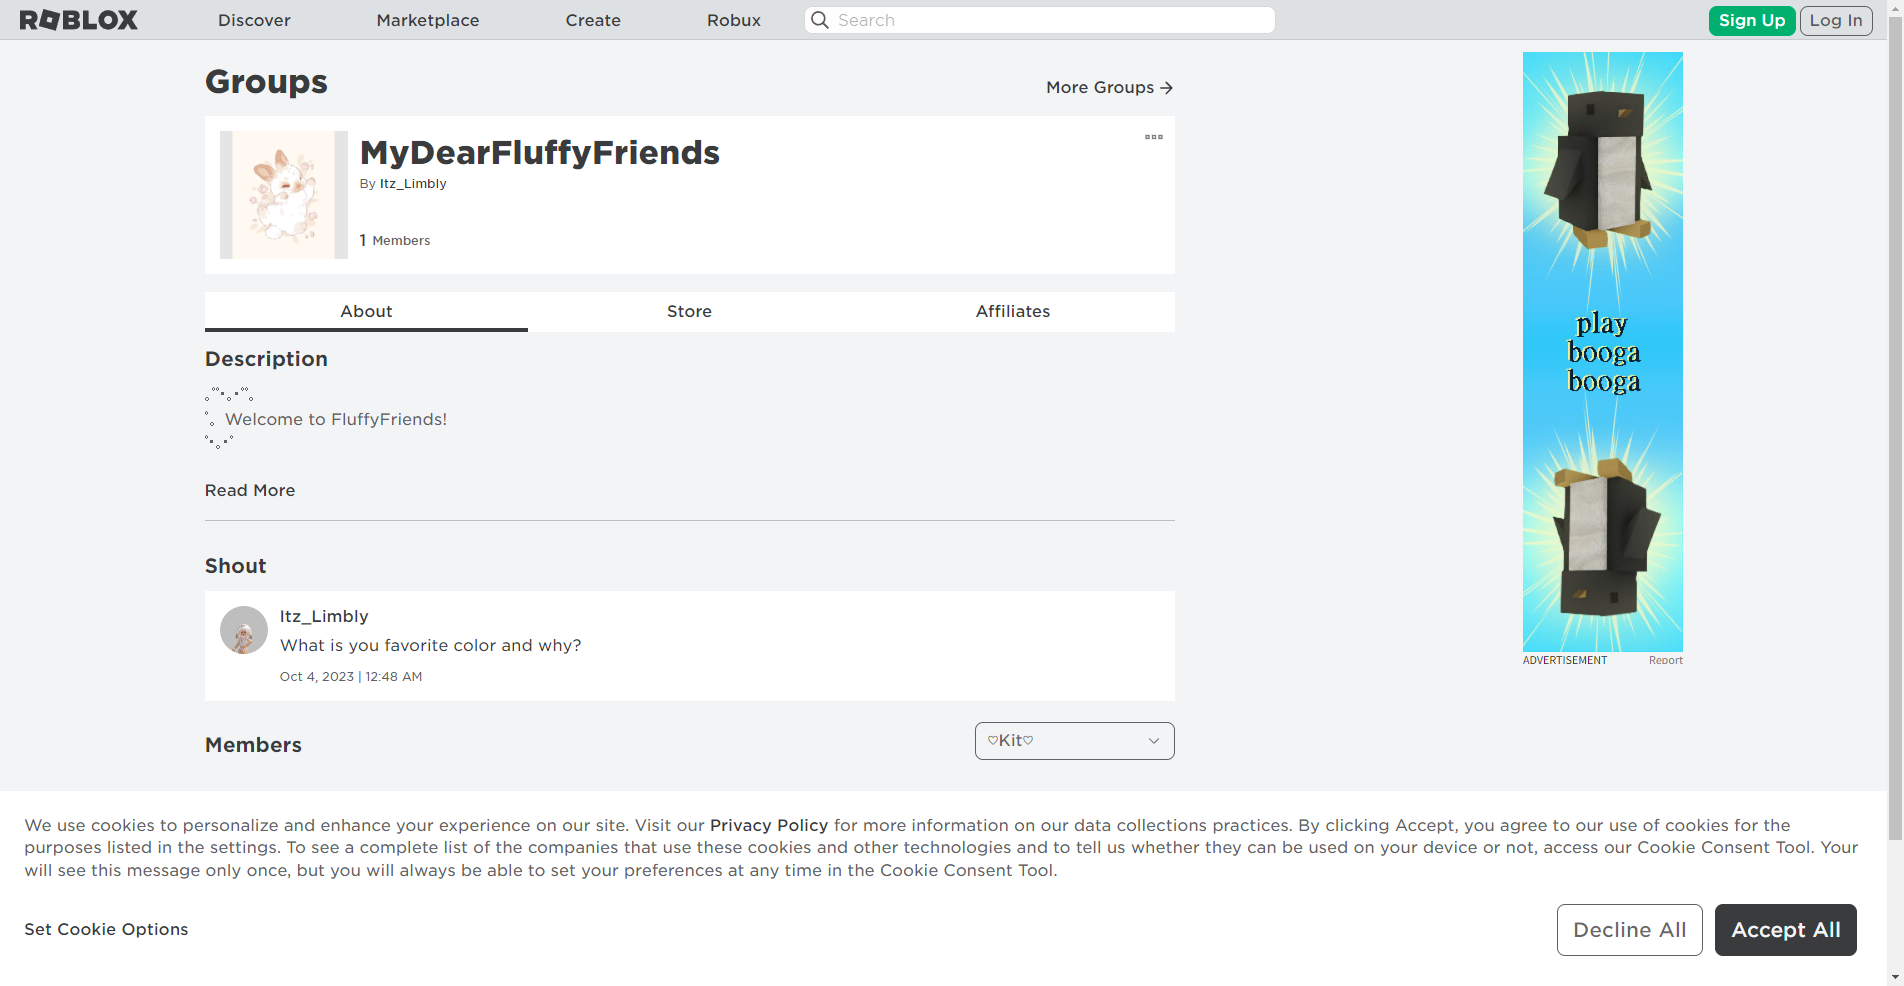 ROBLOX
Discover
Marketplace
Create
Robux
Search
Sign Up
Log In
Groups
More Groups →
MyDearFluffyFriends
By Itz_Limbly
1 Members
About
Store
Affiliates
Description
Welcome to FluffyFriends!
Read More
Shout
Itz_Limbly
What is you favorite color and why?
Oct 4, 2023 | 12:48 AM
Members
♡Kit♡
play
booga
booga
ADVERTISEMENT
Report
We use cookies to personalize and enhance your experience on our site. Visit our Privacy Policy for more information on our data collections practices. By clicking Accept, you agree to our use of cookies for the
purposes listed in the settings. To see a complete list of the companies that use these cookies and other technologies and to tell us whether they can be used on your device or not, access our Cookie Consent Tool. Your
will see this message only once, but you will always be able to set your preferences at any time in the Cookie Consent Tool.
Set Cookie Options
Decline All
Accept All